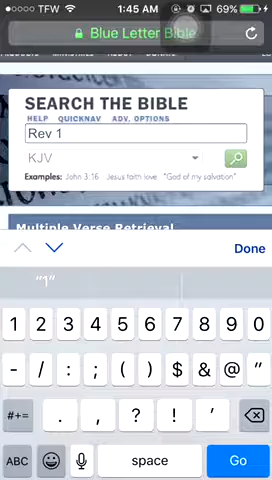 TFW 1:45 AM 69%
Blue Letter Bible
SEARCH THE BIBLE
HELP QUICKNAV ADV. OPTIONS
Rev 1
KJV
Examples: John 3:16 Jesus faith love "God of my salvation"
Multiple Verse Retrieval
Done
"1"
1 2 3 4 5 6 7 8 9 0
- / : ; ( ) $ & @ "
#+= . , ? ! '
ABC space Go